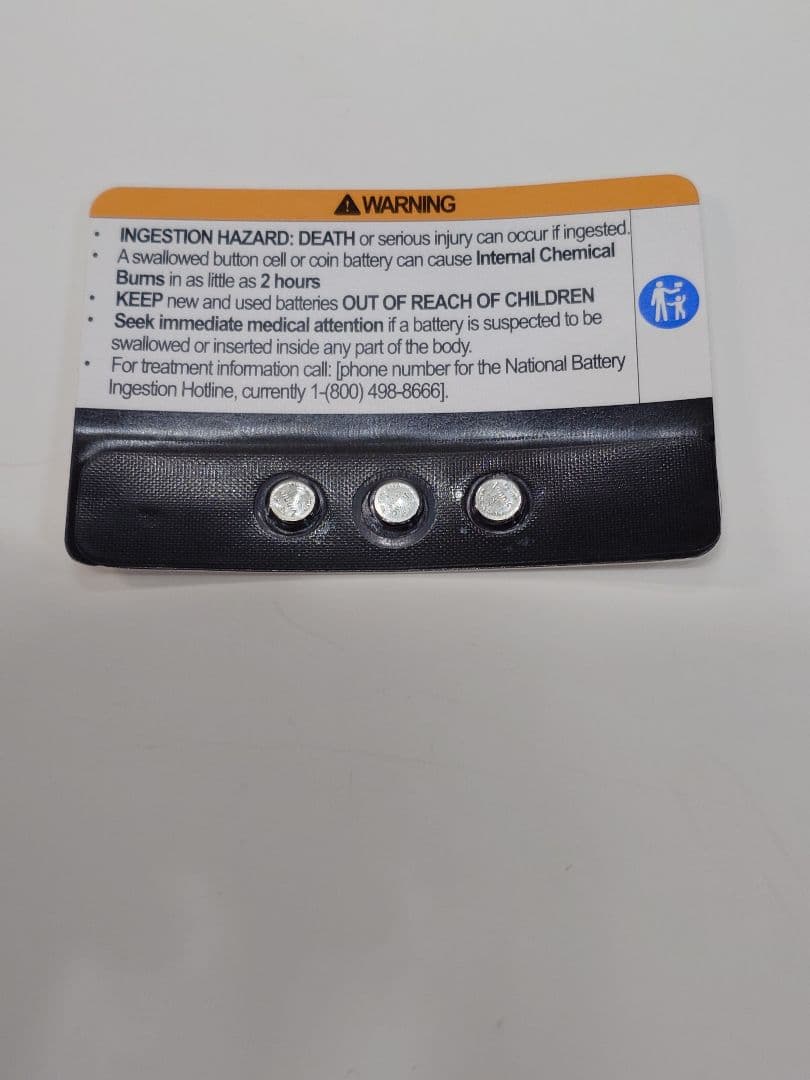 WARNING
• INGESTION HAZARD: DEATH or serious injury can occur if ingested.
• A swallowed button cell or coin battery can cause Internal Chemical
Burns in as little as 2 hours
• KEEP new and used batteries OUT OF REACH OF CHILDREN
• Seek immediate medical attention if a battery is suspected to be
swallowed or inserted inside any part of the body.
• For treatment information call: [phone number for the National Battery
Ingestion Hotline, currently 1-(800) 498-8666].